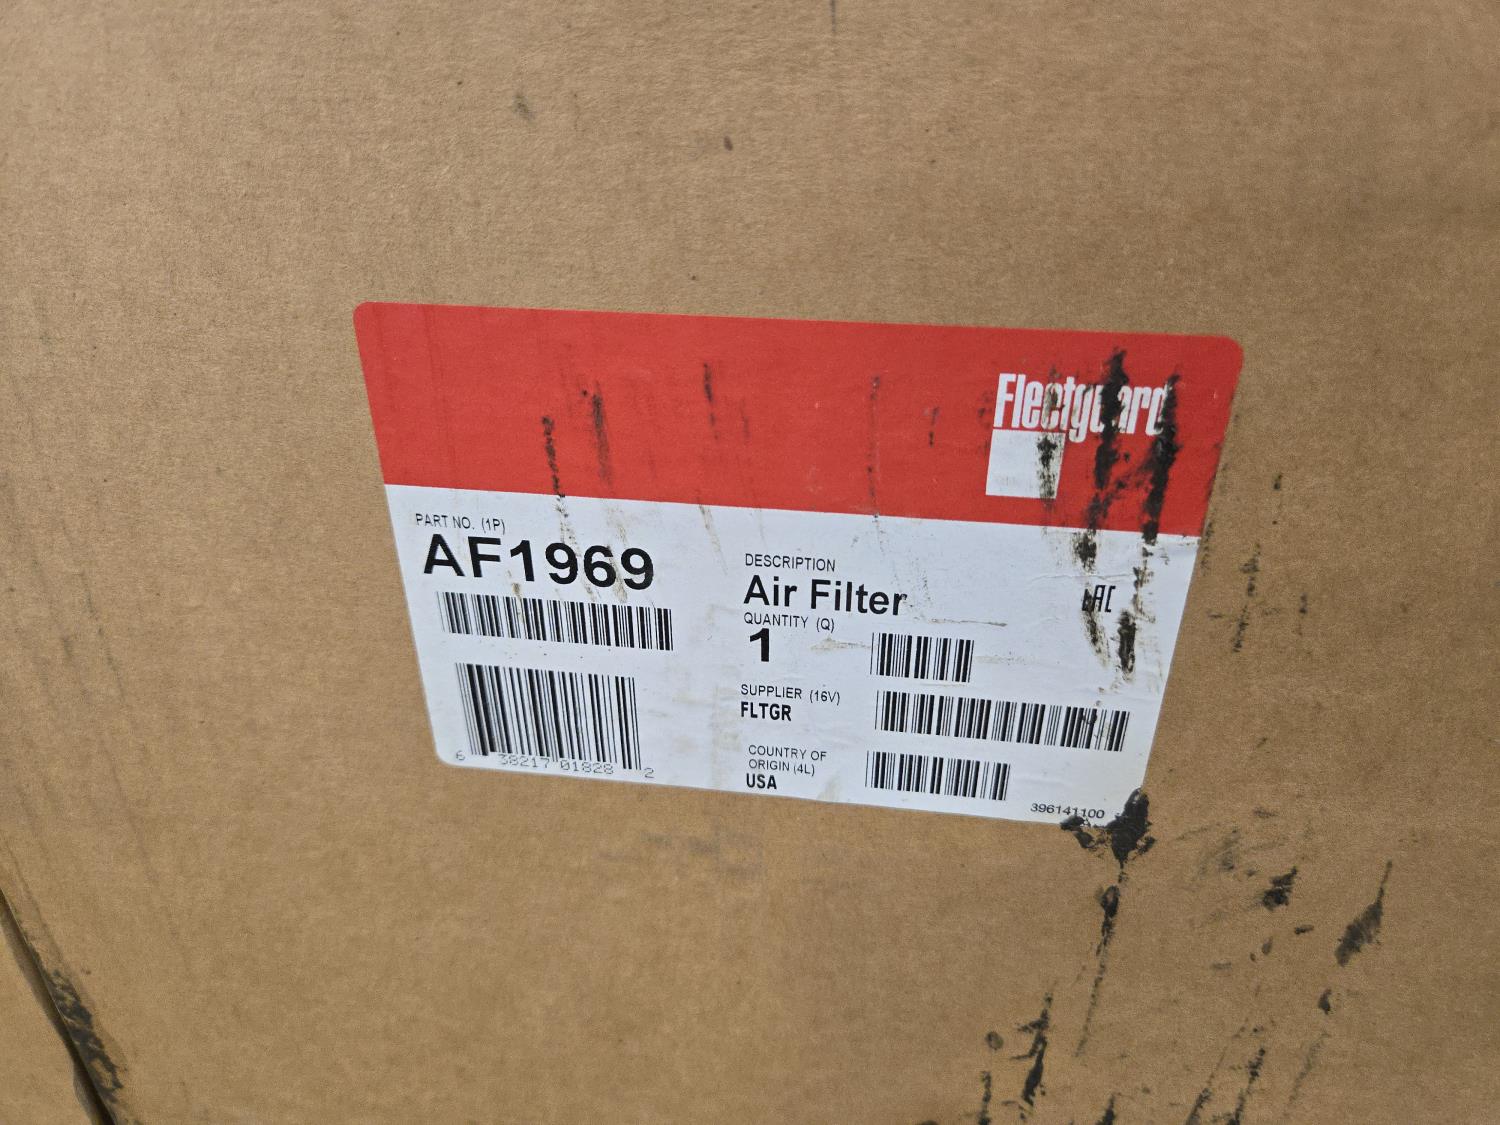 Fleetguard
PART NO. (1P)
AF1969
DESCRIPTION
Air Filter
EAC
QUANTITY (Q)
1
SUPPLIER (16V)
FLTGR
COUNTRY OF
ORIGIN (4L)
USA
6 38217 01828 2
396141100